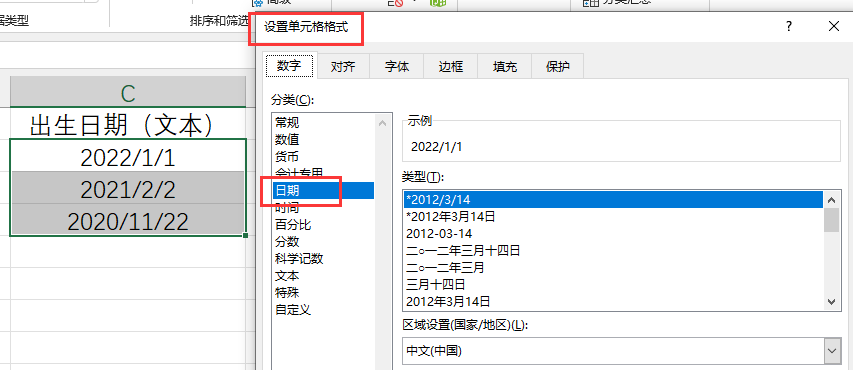 据类型
排序和筛选
高级
分类汇总
C
出生日期（文本）
2022/1/1
2021/2/2
2020/11/22
设置单元格格式
?
数字
对齐
字体
边框
填充
保护
分类(C):
常规
数值
货币
会计专用
日期
时间
百分比
分数
科学记数
文本
特殊
自定义
示例
2022/1/1
类型(T):
*2012/3/14
*2012年3月14日
2012-03-14
二○一二年三月十四日
二○一二年三月
三月十四日
2012年3月14日
区域设置(国家/地区)(L):
中文(中国)